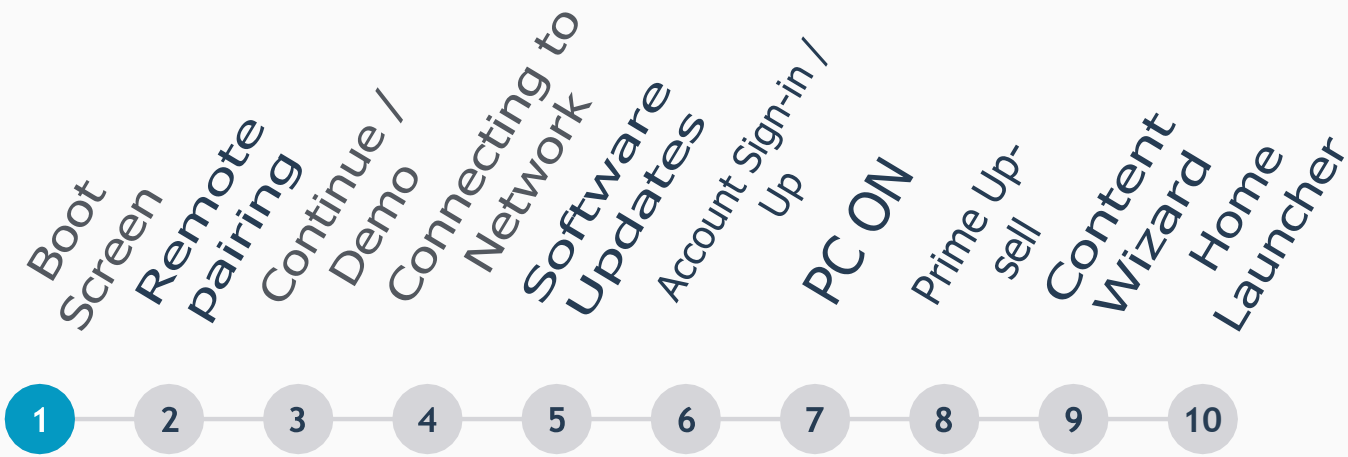 Boot
Screen
Remote
pairing
Continue /
Demo
Connecting to
Network
Software
Updates
Account Sign-in /
Up
PC ON
Prime Up-
sell
Content
Wizard
Home
Launcher
1 2 3 4 5 6 7 8 9 10